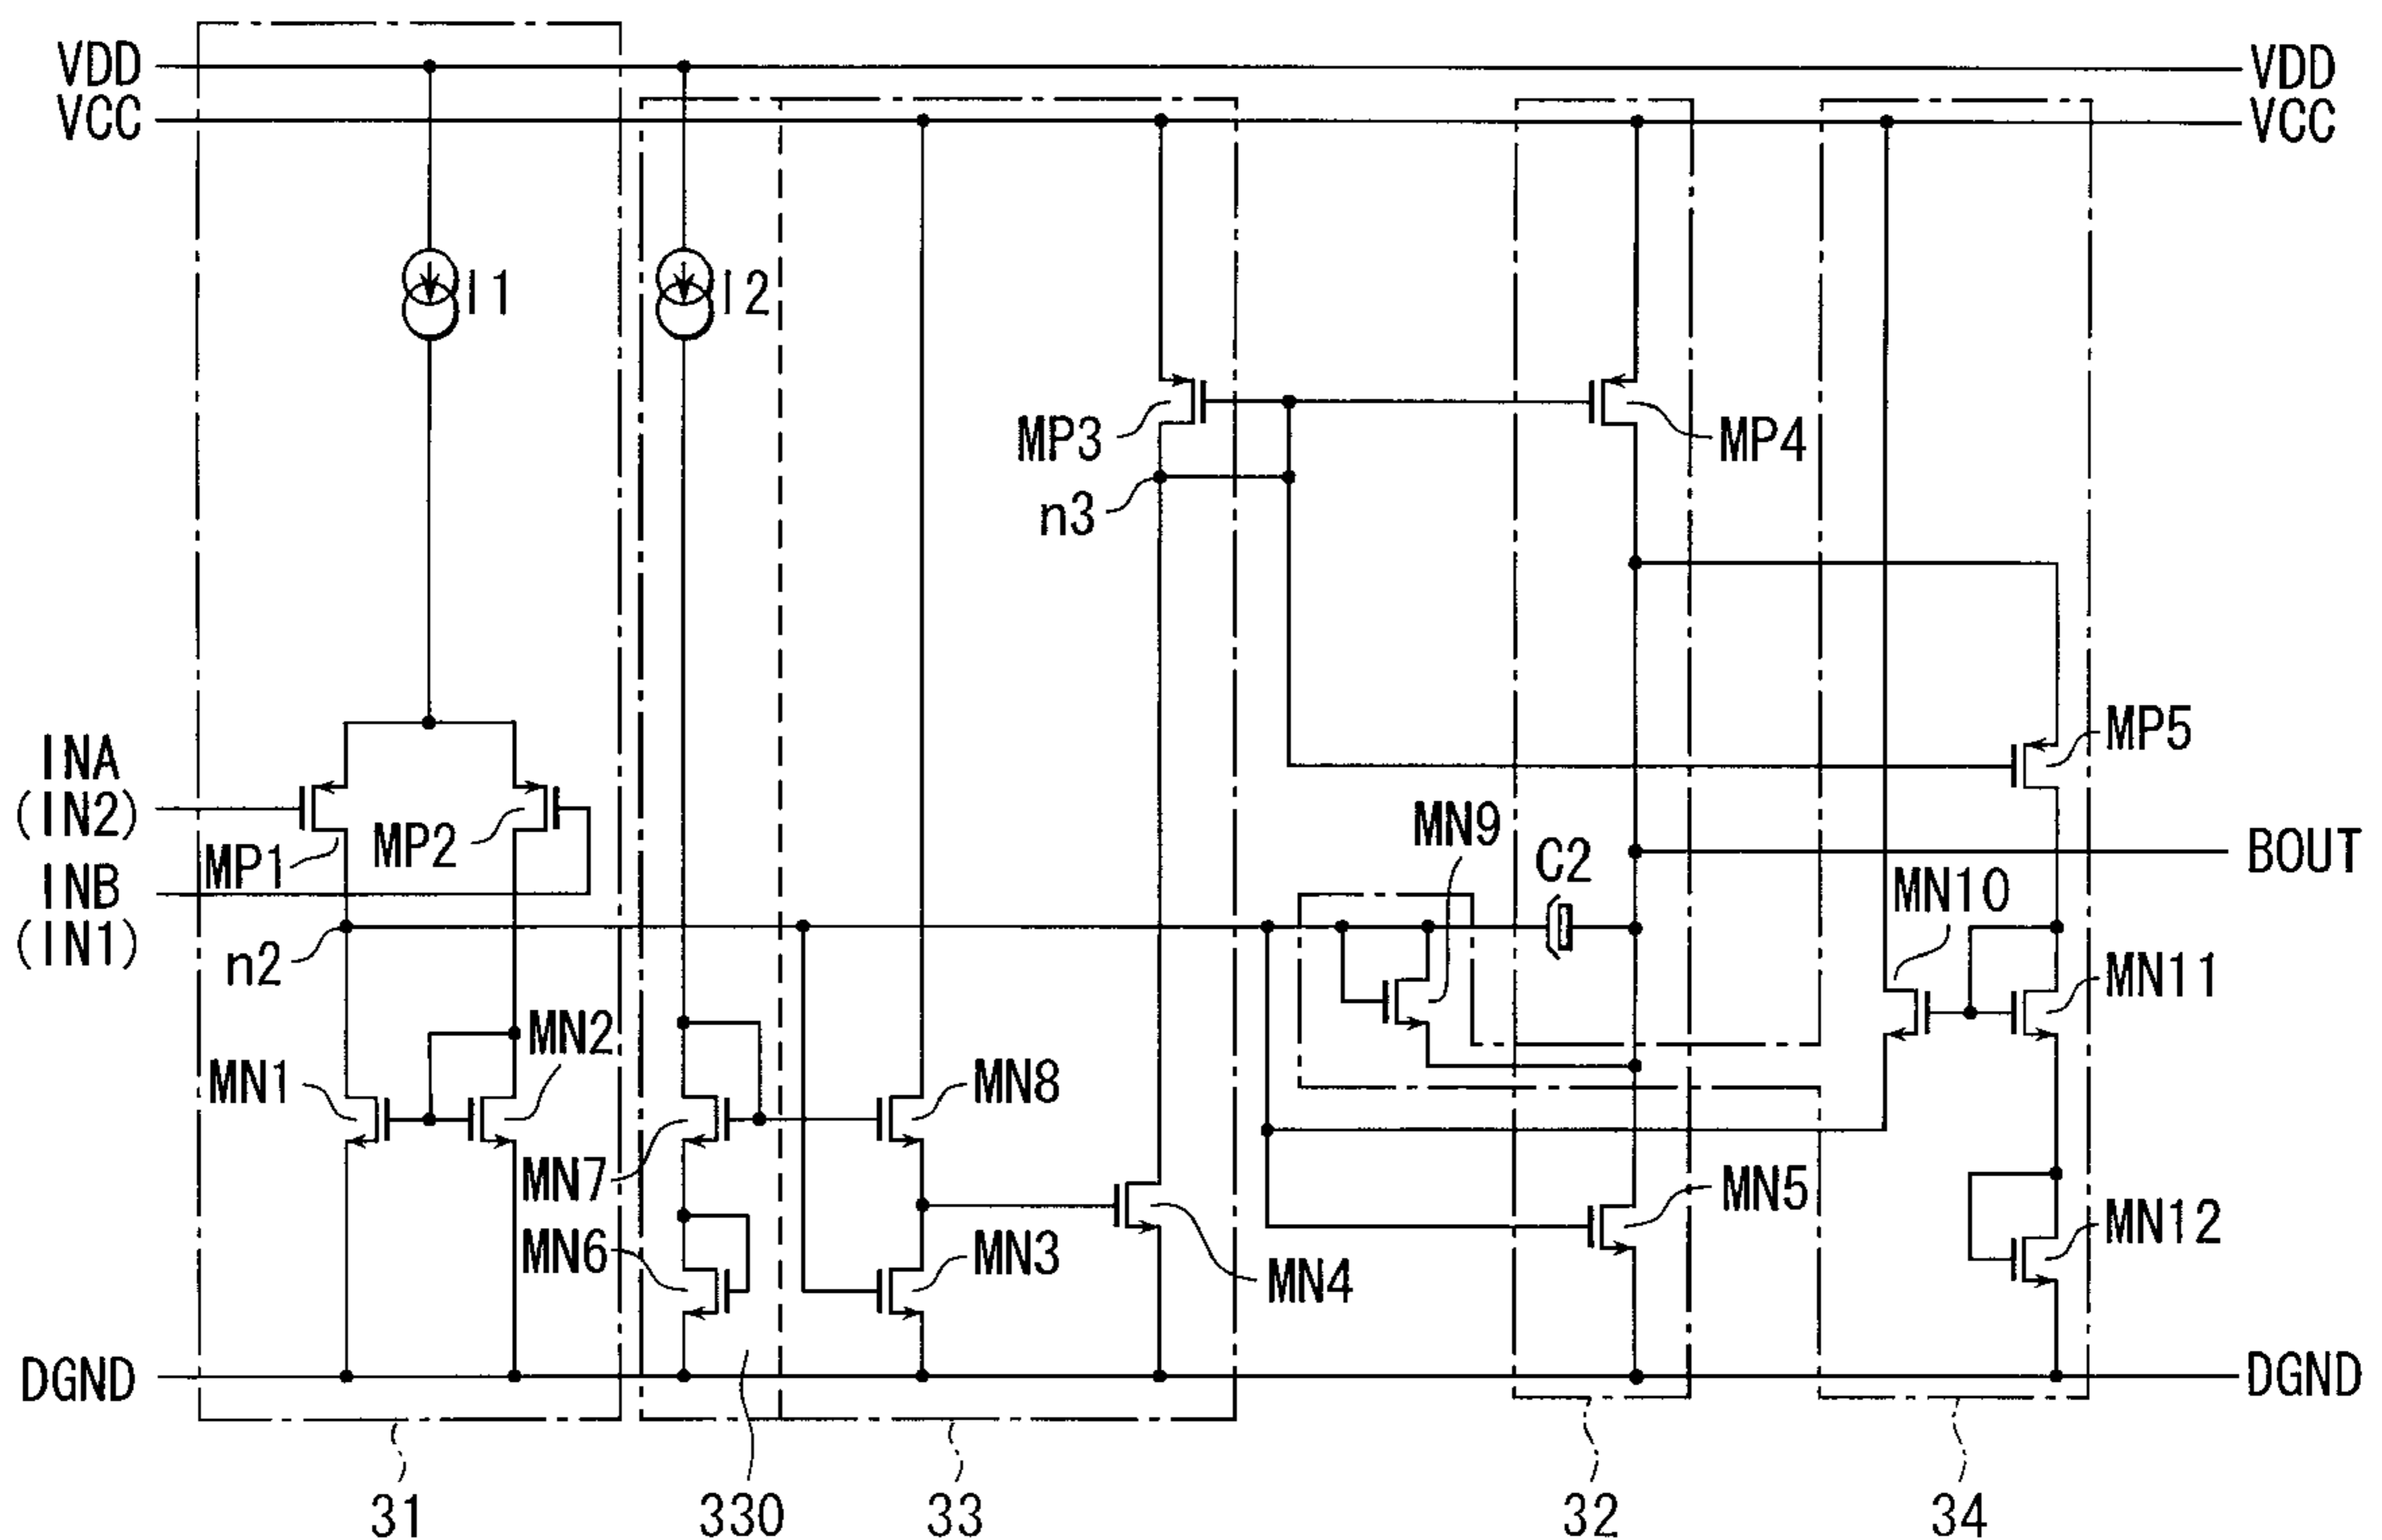 VDD
VDD
VCC
VCC
I1
I2
MP3
MP4
n3
MP5
INA
(IN2)
MP1
MP2
MN9
C2
BOUT
INB
(IN1)
n2
MN10
MN11
MN1
MN2
MN8
MN7
MN5
MN6
MN3
MN4
MN12
DGND
DGND
31
330
33
32
34